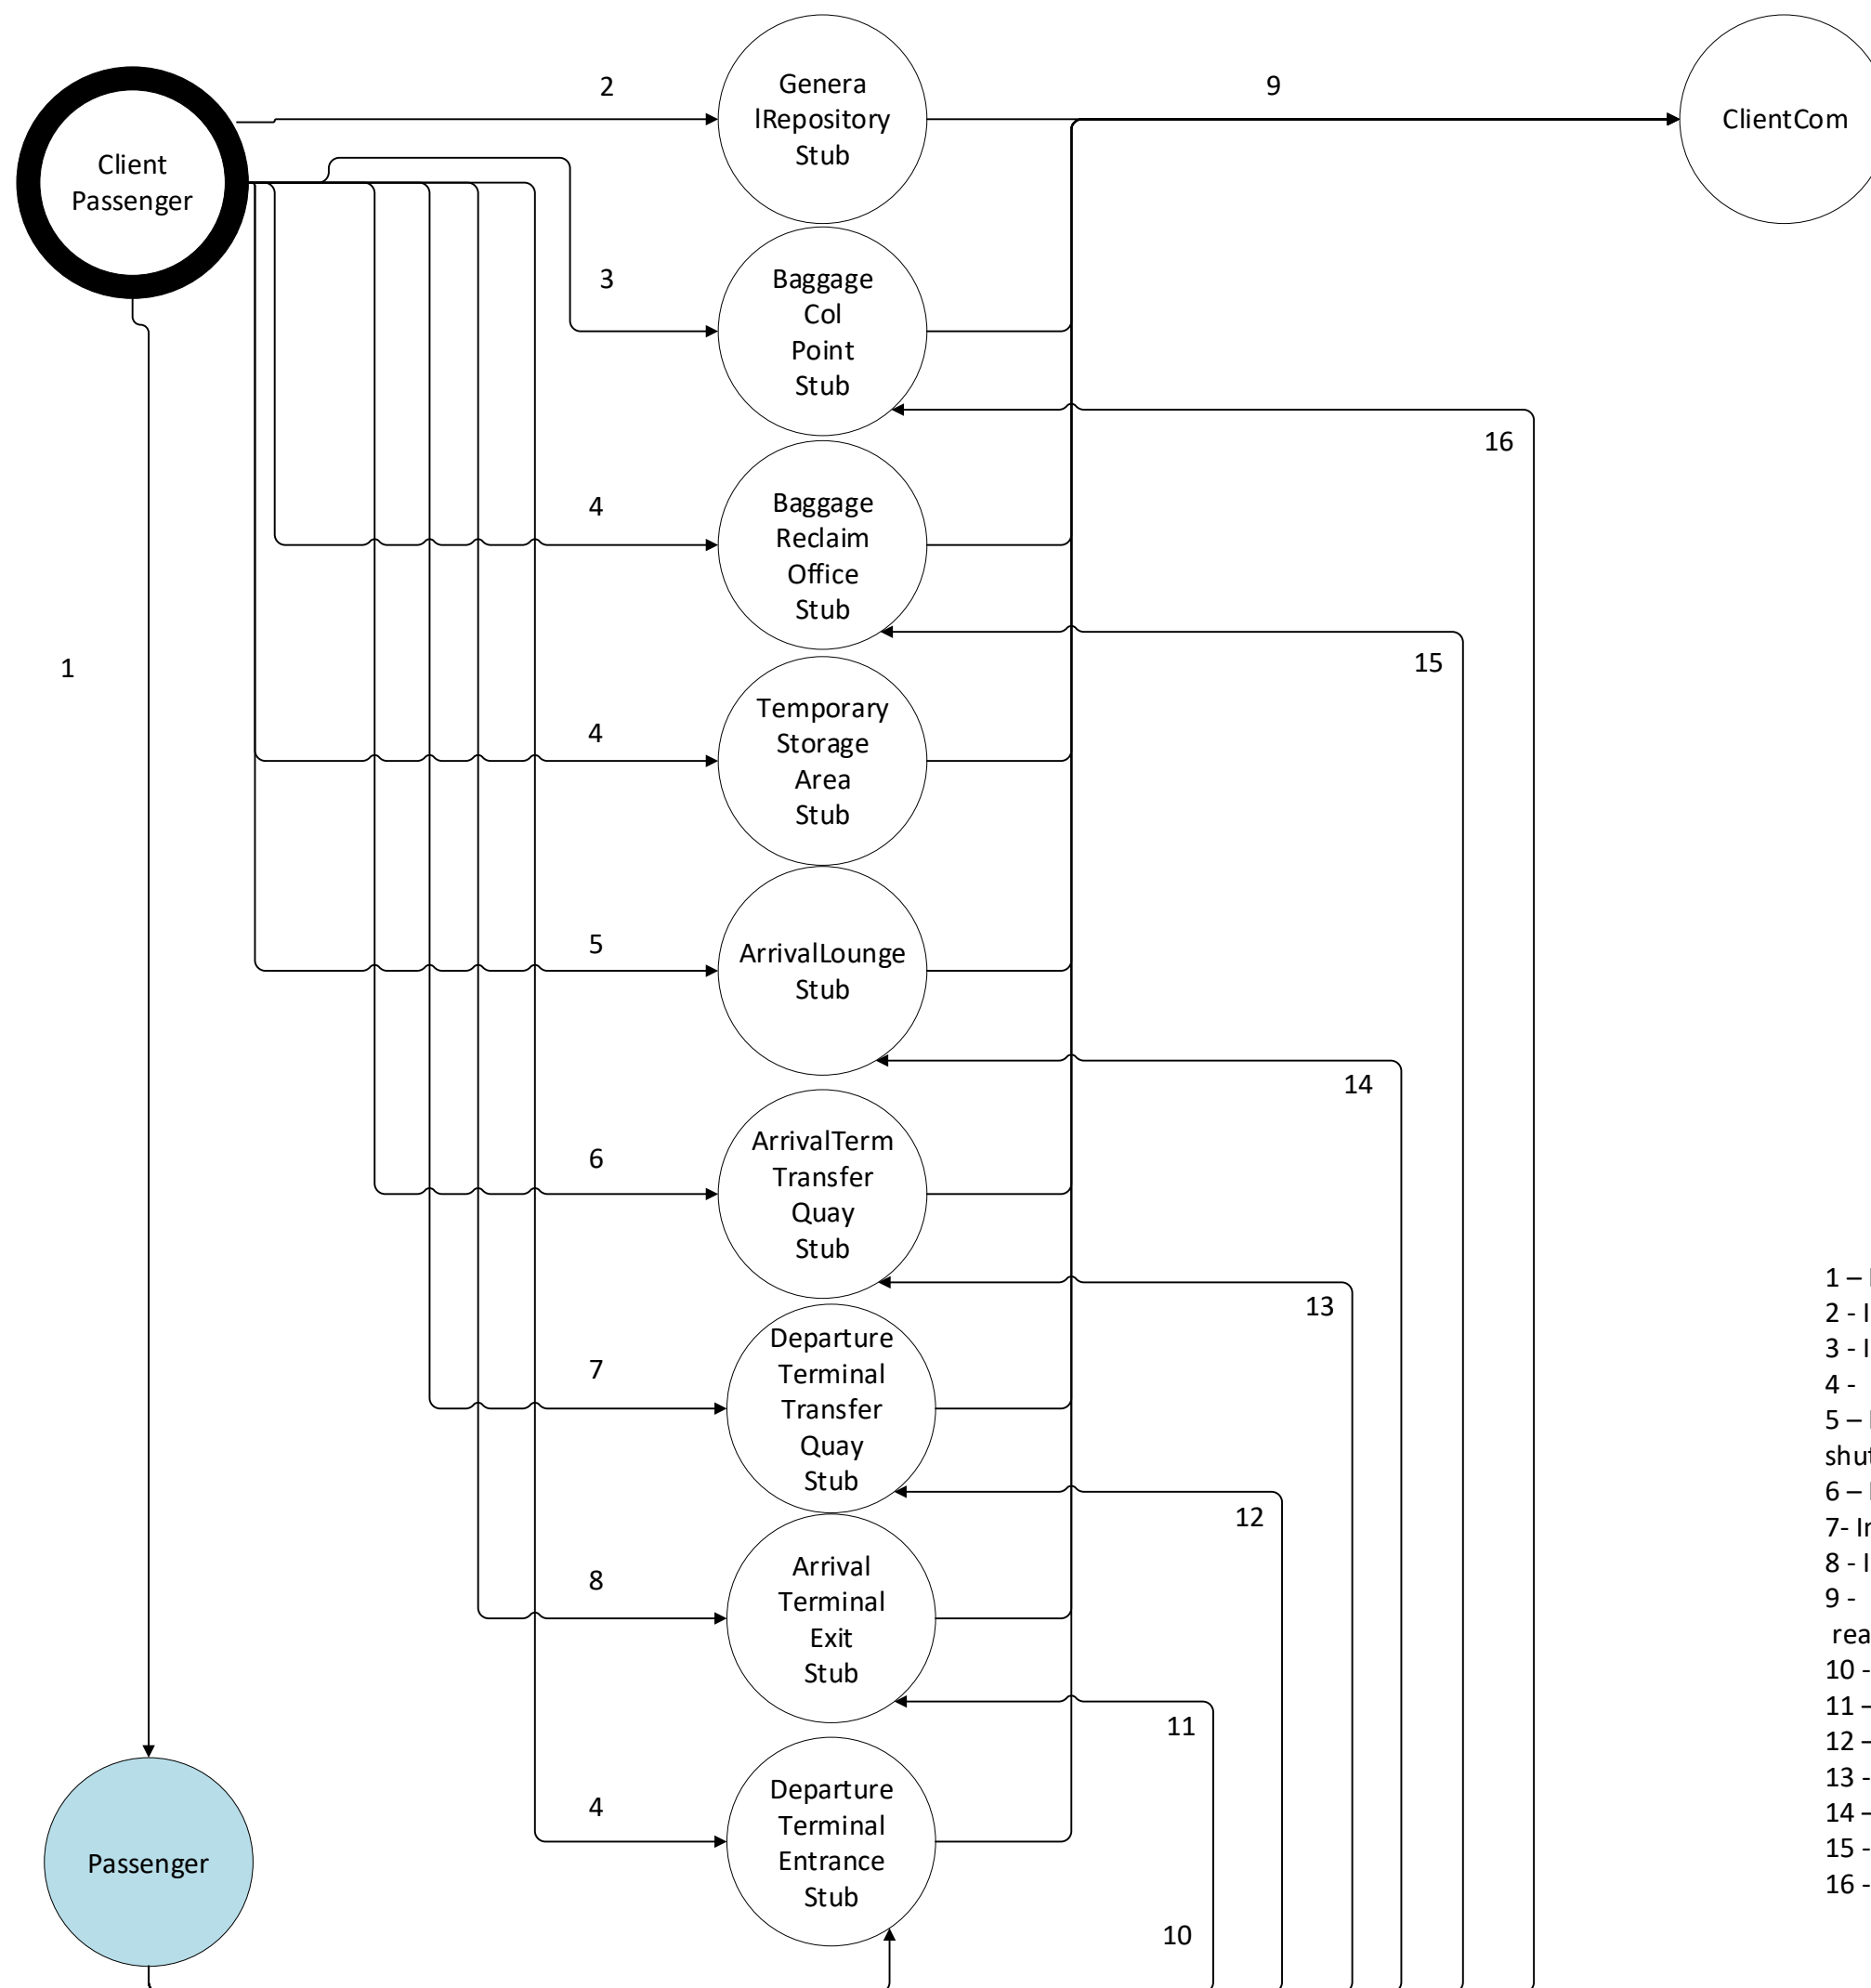 Client
Passenger
2
Genera
lRepository
Stub
9
ClientCom
3
Baggage
Col
Point
Stub
16
4
Baggage
Reclaim
Office
Stub
15
1
4
Temporary
Storage
Area
Stub
5
ArrivalLounge
Stub
14
6
ArrivalTerm
Transfer
Quay
Stub
13
7
Departure
Terminal
Transfer
Quay
Stub
12
8
Arrival
Terminal
Exit
Stub
11
4
Departure
Terminal
Entrance
Stub
10
Passenger
1 –
2 - I
3 - I
4 -
5 –
shut
6 –
7- In
8 - I
9 -
rea
10 -
11 –
12 –
13 -
14 –
15 -
16 -